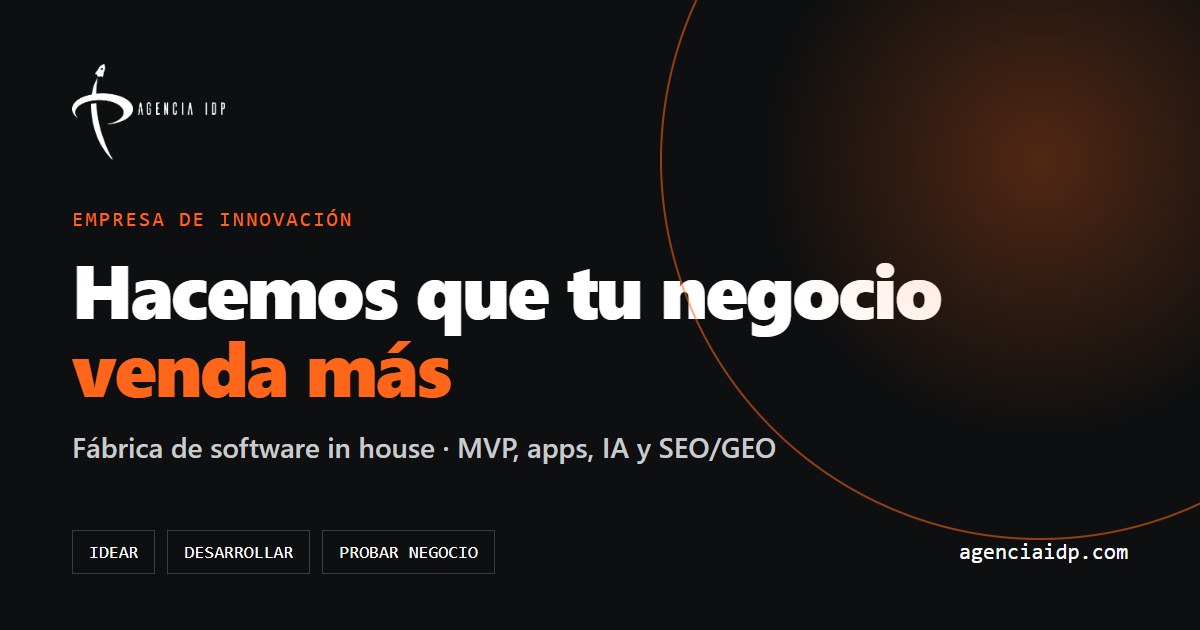 AGENCIA IDP
EMPRESA DE INNOVACIÓN
Hacemos que tu negocio
venda más
Fábrica de software in house · MVP, apps, IA y SEO/GEO
IDEAR
DESARROLLAR
PROBAR NEGOCIO
agenciaidp.com